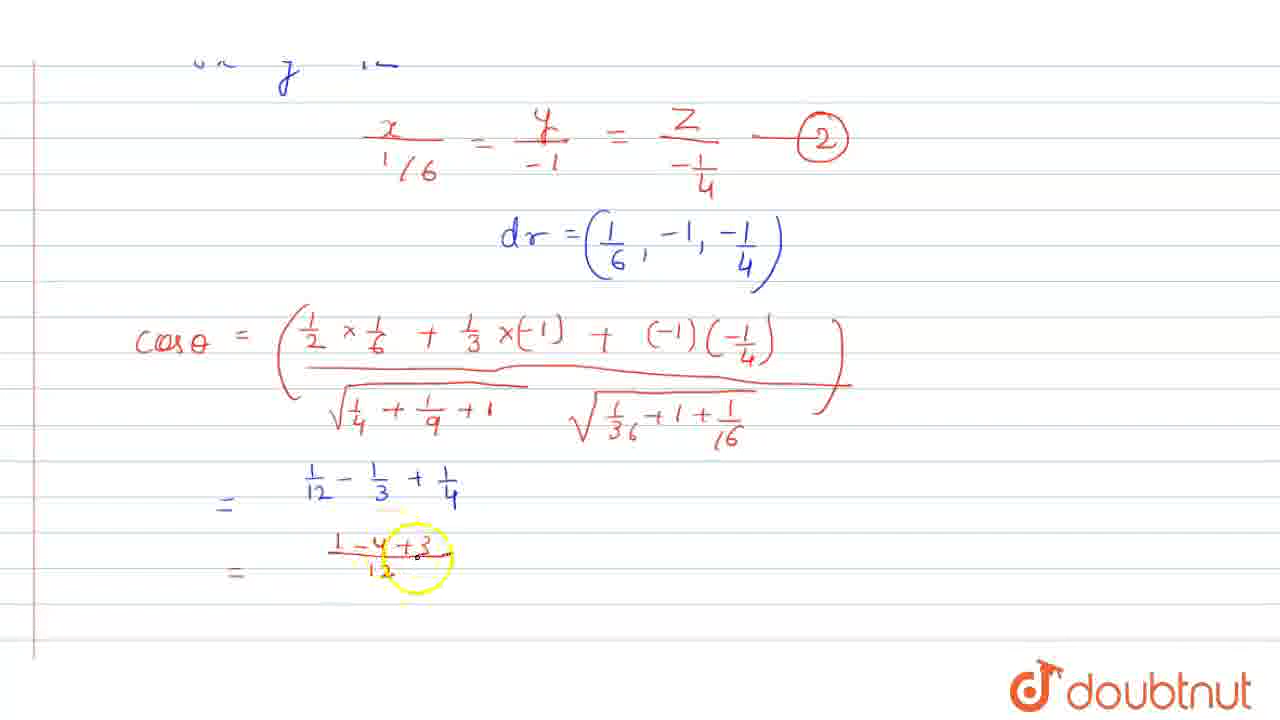 x/(1/6) = y/-1 = z/(-1/4) — 2
dr = (1/6, -1, -1/4)
cosθ = ((1/2 × 1/6 + 1/3 ×(-1) + (-1)(-1/4)) / (√(1/4 + 1/9 + 1) √(1/36 + 1 + 1/16)))
= 1/12 - 1/3 + 1/4
= (1 - 4 + 3)/12
doubtnut